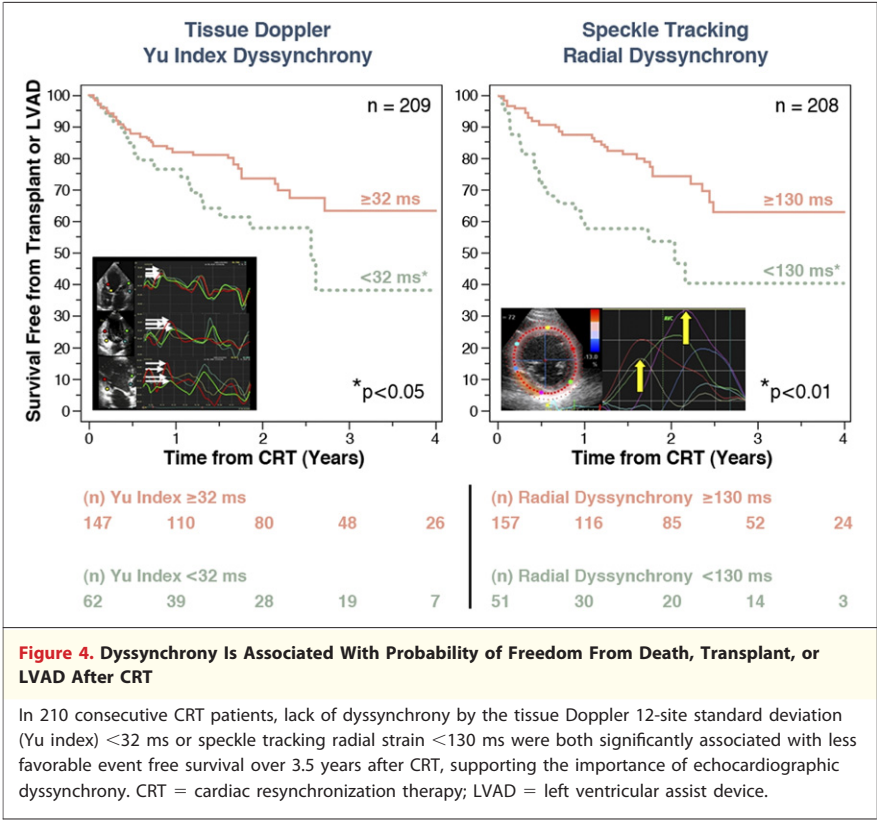 Tissue Doppler
Yu Index Dyssynchrony
Speckle Tracking
Radial Dyssynchrony
Survival Free from Transplant or LVAD
100
90
80
70
60
50
40
30
20
10
0
n = 209
≥32 ms
<32 ms*
*p<0.05
0 1 2 3 4
Time from CRT (Years)
100
90
80
70
60
50
40
30
20
10
0
n = 208
≥130 ms
<130 ms*
- 72
-13.0
%
AVC
*p<0.01
0 1 2 3 4
Time from CRT (Years)
(n) Yu Index ≥32 ms
147 110 80 48 26
(n) Yu Index <32 ms
62 39 28 19 7
(n) Radial Dyssynchrony ≥130 ms
157 116 85 52 24
(n) Radial Dyssynchrony <130 ms
51 30 20 14 3
Figure 4. Dyssynchrony Is Associated With Probability of Freedom From Death, Transplant, or
LVAD After CRT
In 210 consecutive CRT patients, lack of dyssynchrony by the tissue Doppler 12-site standard deviation
(Yu index) <32 ms or speckle tracking radial strain <130 ms were both significantly associated with less
favorable event free survival over 3.5 years after CRT, supporting the importance of echocardiographic
dyssynchrony. CRT = cardiac resynchronization therapy; LVAD = left ventricular assist device.